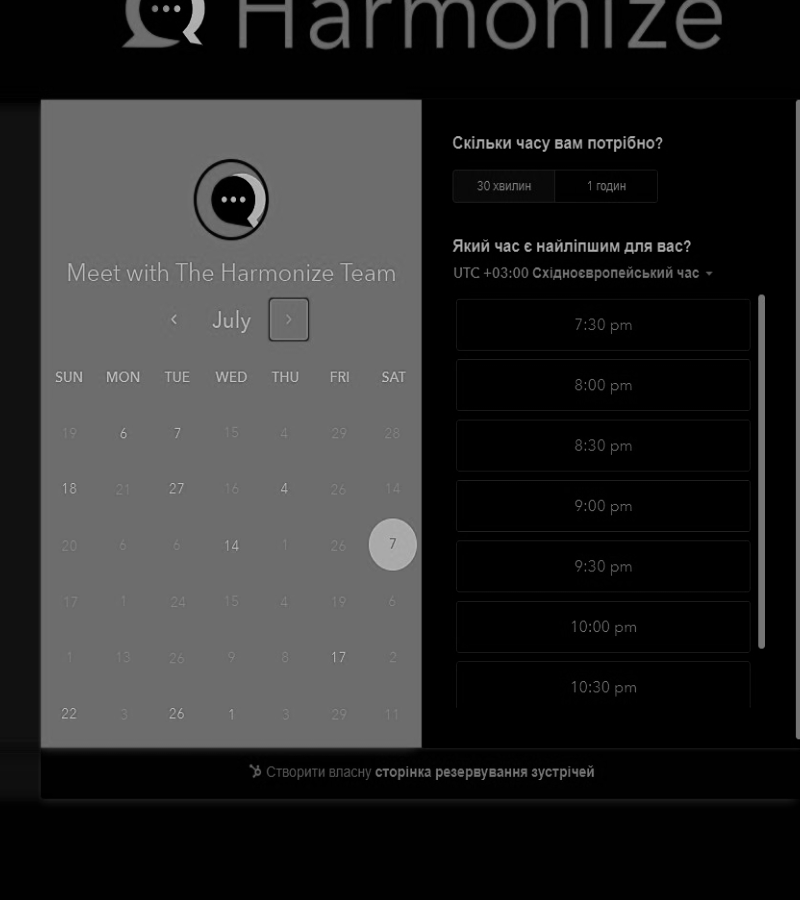 Harmonize
Meet with The Harmonize Team
July
SUN MON TUE WED THU FRI SAT
19 6 7 15 4 29 28
18 21 27 16 4 26 14
20 6 6 14 1 26 7
17 1 24 15 4 19 6
1 13 26 9 8 17 2
22 3 26 1 3 29 11
Скільки часу вам потрібно?
30 хвилин 1 годин
Який час є найліпшим для вас?
UTC +03:00 Східноєвропейський час
7:30 pm
8:00 pm
8:30 pm
9:00 pm
9:30 pm
10:00 pm
10:30 pm
Створити власну сторінка резервування зустрічей